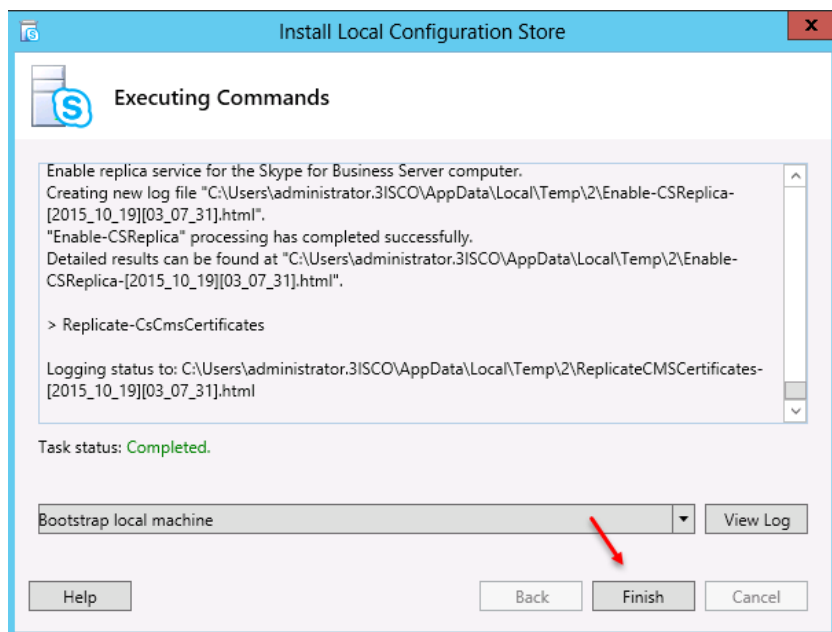 Install Local Configuration Store
x
S
Executing Commands
Enable replica service for the Skype for Business Server computer.
Creating new log file "C:\Users\administrator.3ISCO\AppData\Local\Temp\2\Enable-CSReplica-
[2015_10_19][03_07_31].html".
"Enable-CSReplica" processing has completed successfully.
Detailed results can be found at "C:\Users\administrator.3ISCO\AppData\Local\Temp\2\Enable-
CSReplica-[2015_10_19][03_07_31].html".
> Replicate-CsCmsCertificates
Logging status to: C:\Users\administrator.3ISCO\AppData\Local\Temp\2\ReplicateCMSCertificates-
[2015_10_19][03_07_31].html
Task status: Completed.
Bootstrap local machine
View Log
Help
Back
Finish
Cancel